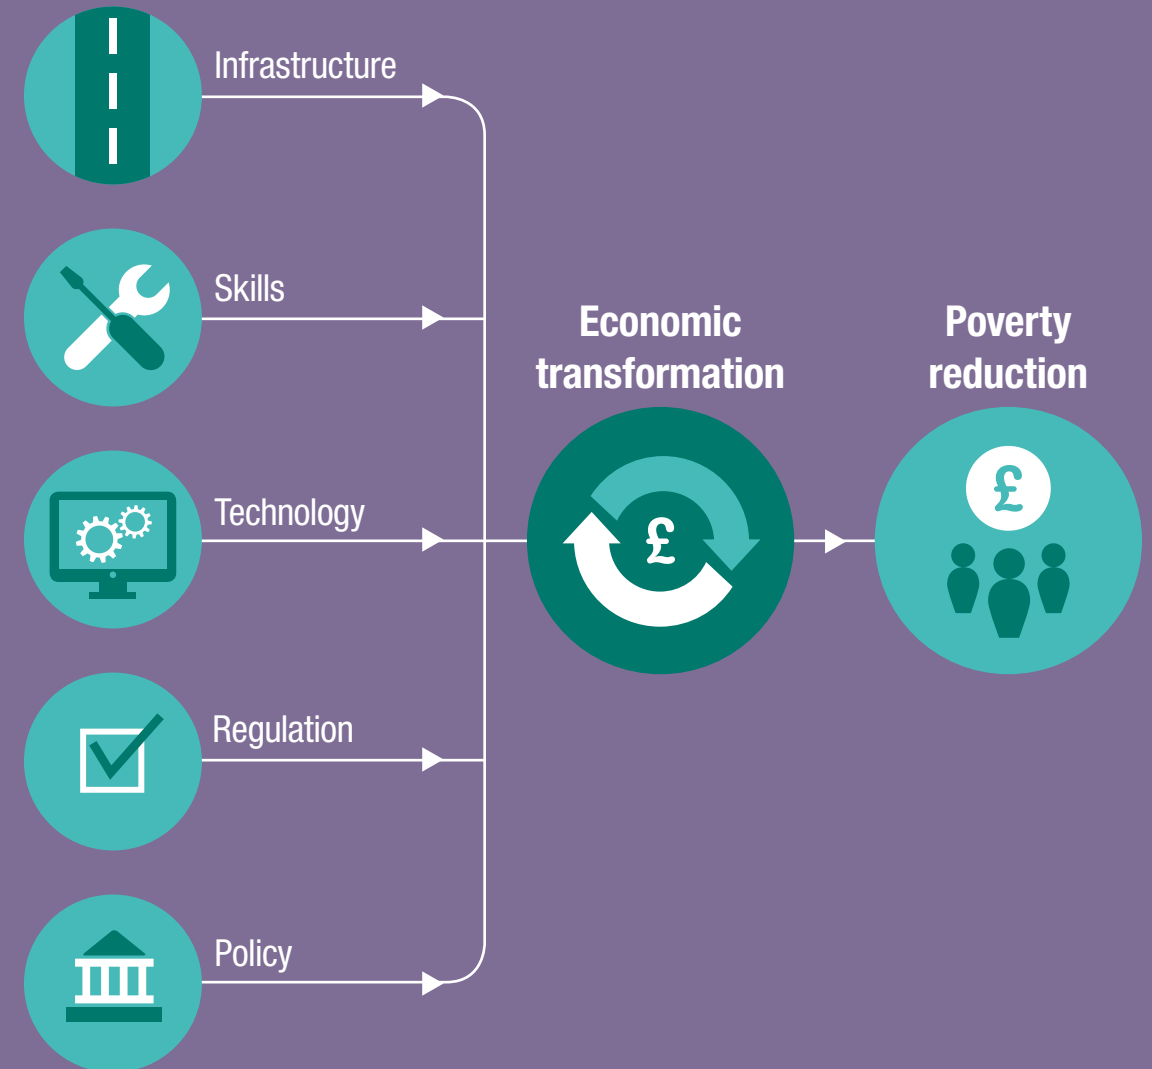 Infrastructure
Skills
Economic
transformation
Poverty
reduction
£
Technology
£
Regulation
Policy